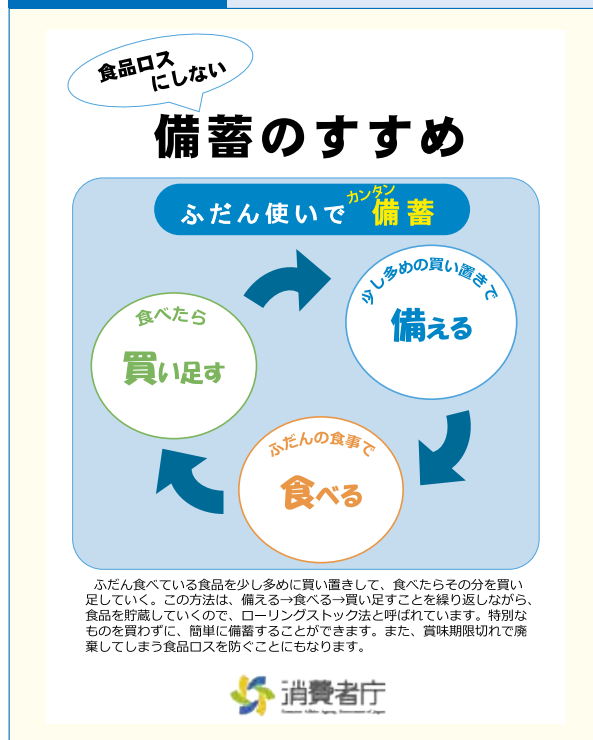 食品ロス
にしない
備蓄のすすめ
カンタン
ふだん使いで 備蓄
少し多めの買い置きで
備える
食べたら
買い足す
ふだんの食事で
食べる
ふだん食べている食品を少し多めに買い置きして、食べたらその分を買い
足していく。この方法は、備える→食べる→買い足すことを繰り返しながら、
食品を貯蔵していくので、ローリングストック法と呼ばれています。特別な
ものを買わずに、簡単に備蓄することができます。また、賞味期限切れで廃
棄してしまう食品ロスを防ぐことにもなります。
消費者庁
Consumer Affairs Agency, Government of Japan